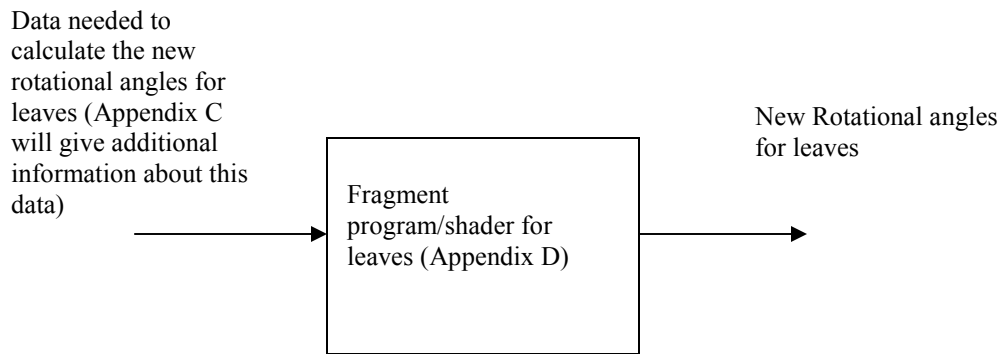 Data needed to
calculate the new
rotational angles for
leaves (Appendix C
will give additional
information about this
data)
Fragment
program/shader for
leaves (Appendix D)
New Rotational angles
for leaves